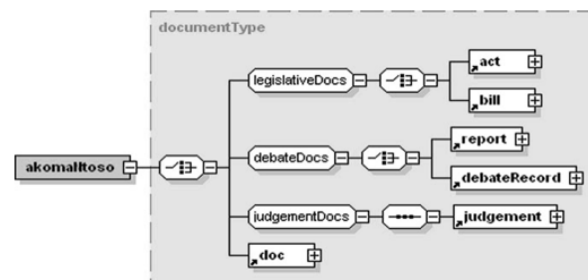 documentType
act
legislativeDocs
bill
report
debateDocs
akomaNtoso
debateRecord
judgementDocs
judgement
doc